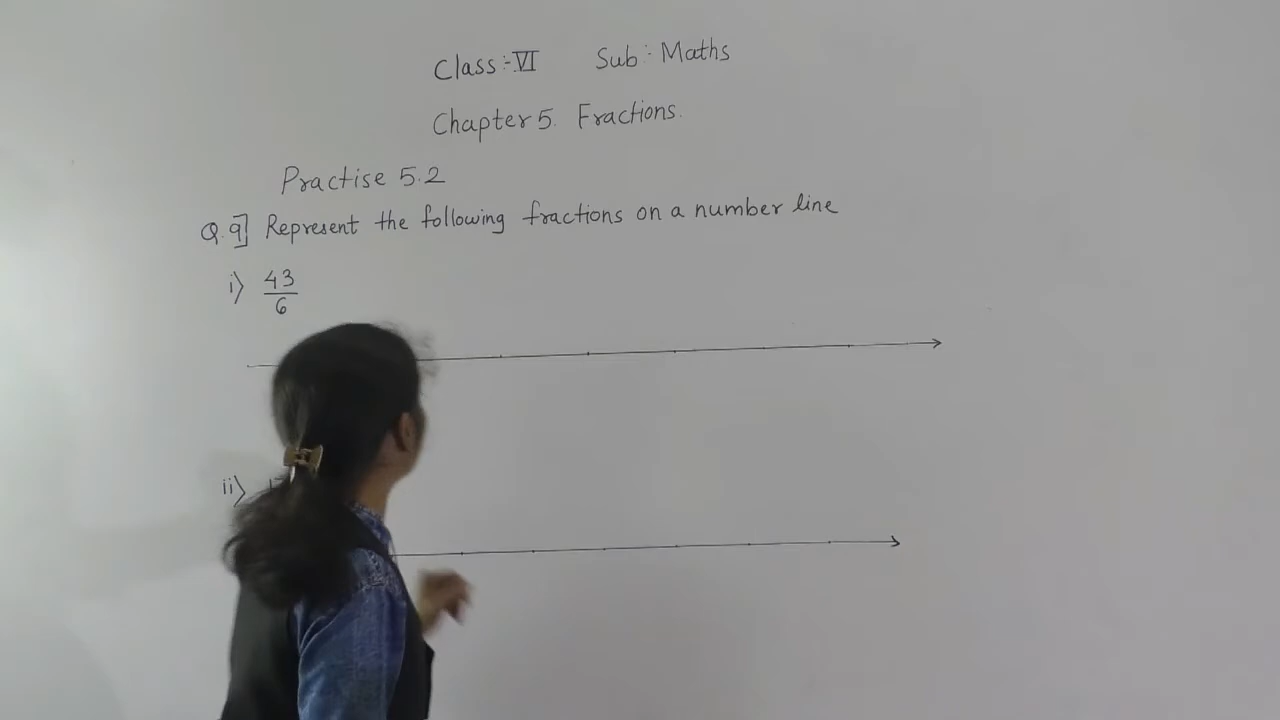 Class:-VI Sub:- Maths
Chapter 5. Fractions.
Practise 5.2
Q.9] Represent the following fractions on a number line
i) 43/6
ii)